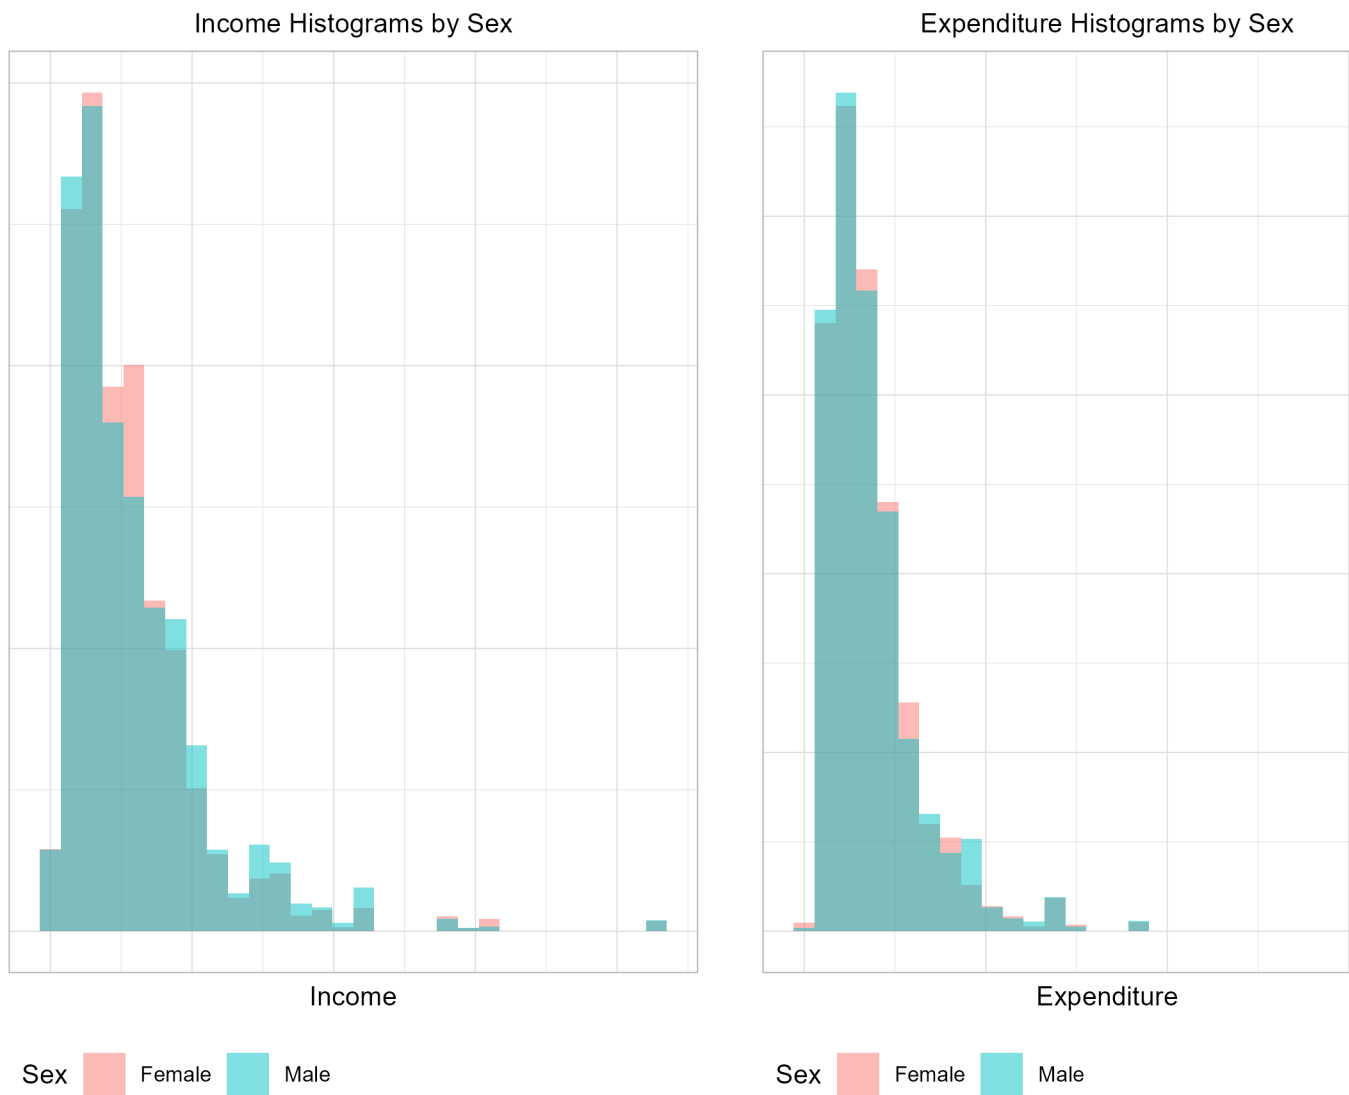 Income Histograms by Sex
Expenditure Histograms by Sex
Income
Expenditure
Sex Female Male
Sex Female Male